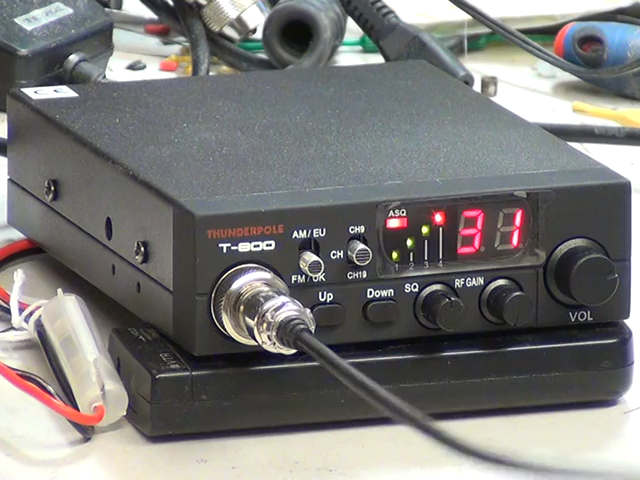 CE
THUNDERPOLE
T-800
AM/EU
FM/UK
CH9
CH
CH19
ASQ
1 2 3 4
31
Up
Down
SQ
RF GAIN
VOL